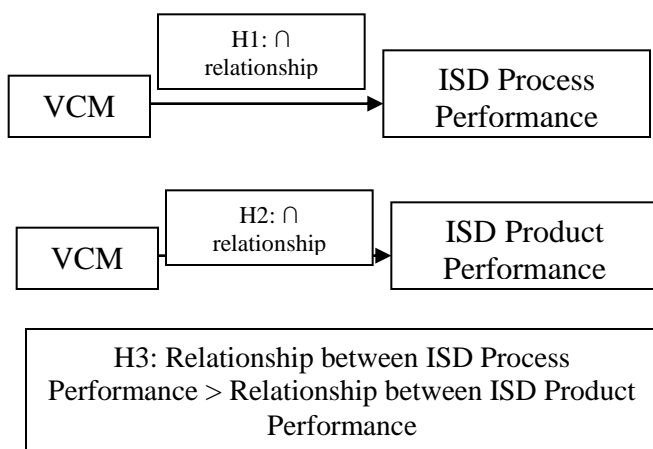 H1: ∩
relationship
VCM
ISD Process
Performance
H2: ∩
relationship
VCM
ISD Product
Performance
H3: Relationship between ISD Process
Performance > Relationship between ISD Product
Performance